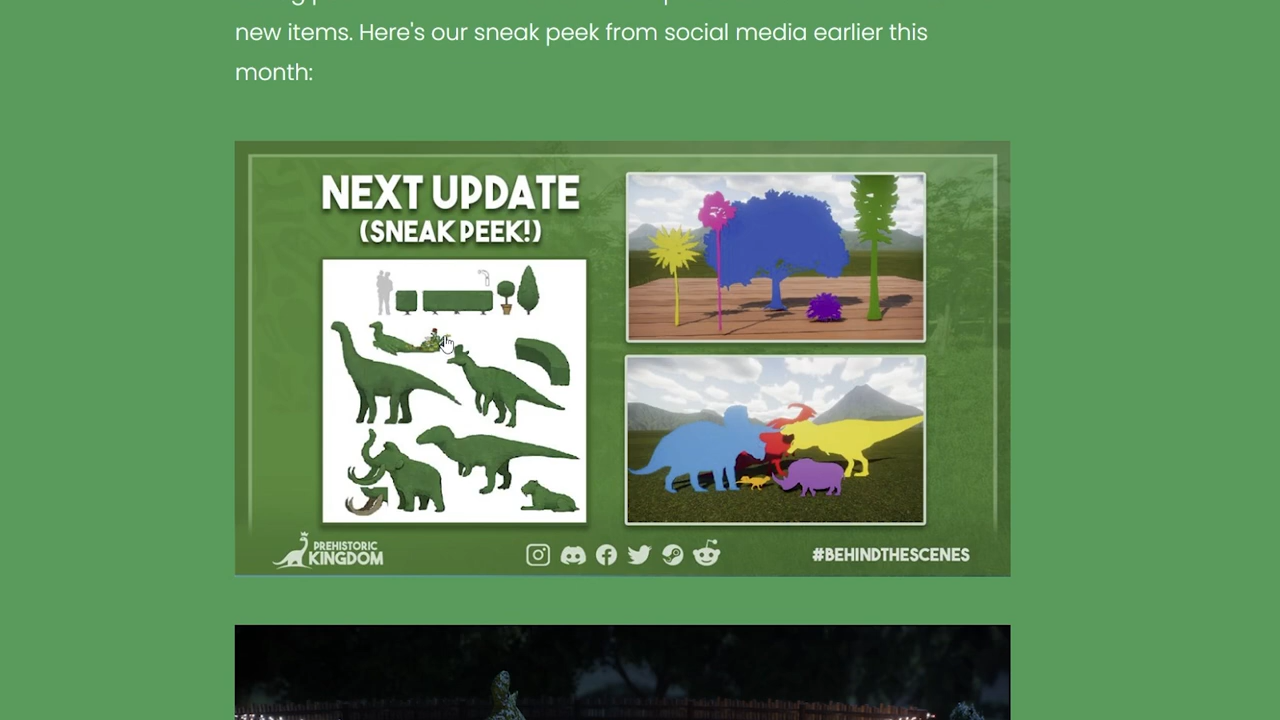 new items. Here's our sneak peek from social media earlier this
month:
NEXT UPDATE
(SNEAK PEEK!)
PREHISTORIC
KINGDOM
#BEHINDTHESCENES